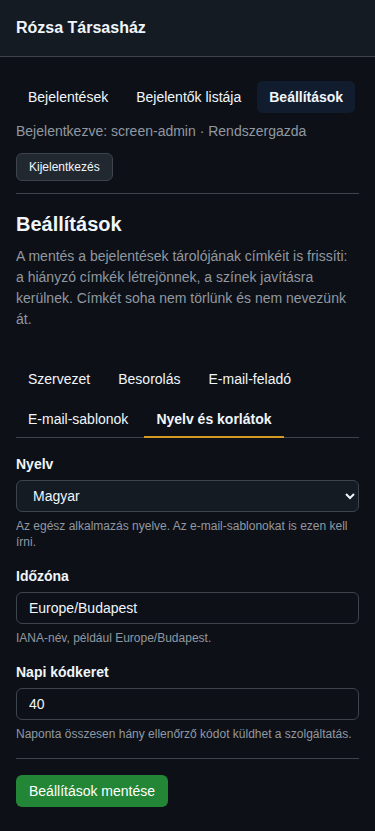 Rózsa Társasház
Bejelentések Bejelentők listája Beállítások
Bejelentkezve: screen-admin · Rendszergazda
Kijelentkezés
Beállítások
A mentés a bejelentések tárolójának címkéit is frissíti:
a hiányzó címkék létrejönnek, a színek javításra
kerülnek. Címkét soha nem törlünk és nem nevezünk
át.
Szervezet Besorolás E-mail-feladó
E-mail-sablonok Nyelv és korlátok
Nyelv
Magyar
Az egész alkalmazás nyelve. Az e-mail-sablonokat is ezen kell
írni.
Időzóna
Europe/Budapest
IANA-név, például Europe/Budapest.
Napi kódkeret
40
Naponta összesen hány ellenőrző kódot küldhet a szolgáltatás.
Beállítások mentése